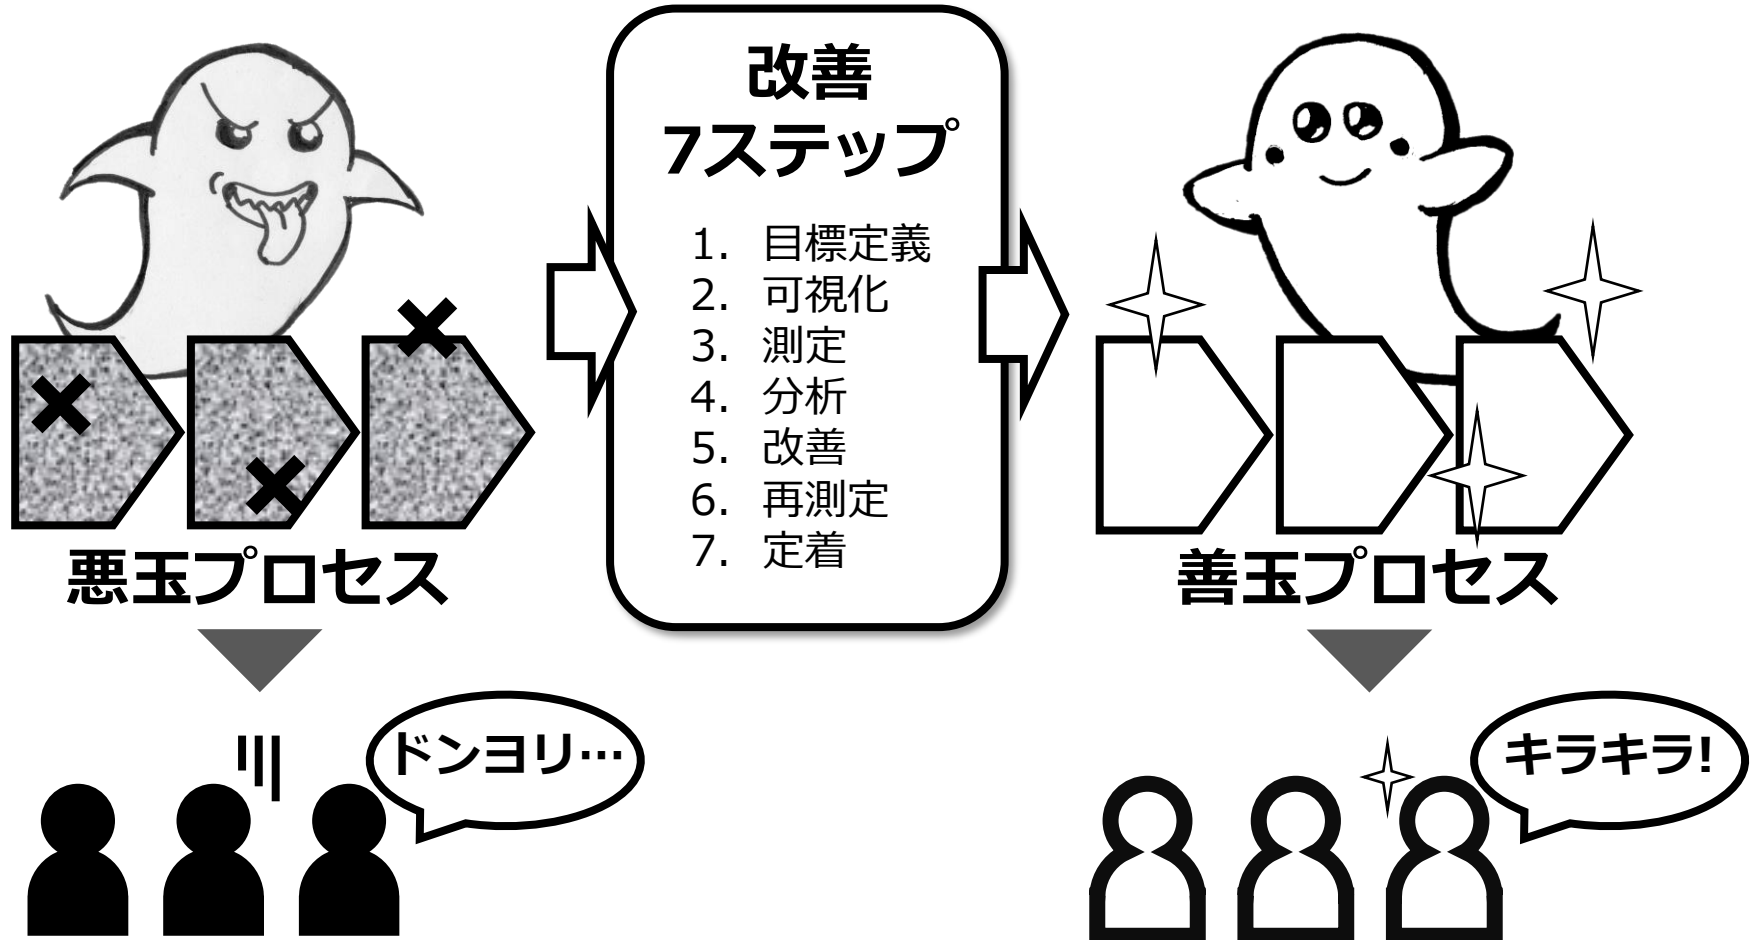 改善
7ステップ
1. 目標定義
2. 可視化
3. 測定
4. 分析
5. 改善
6. 再測定
7. 定着
悪玉プロセス
善玉プロセス
ドンヨリ…
キラキラ!